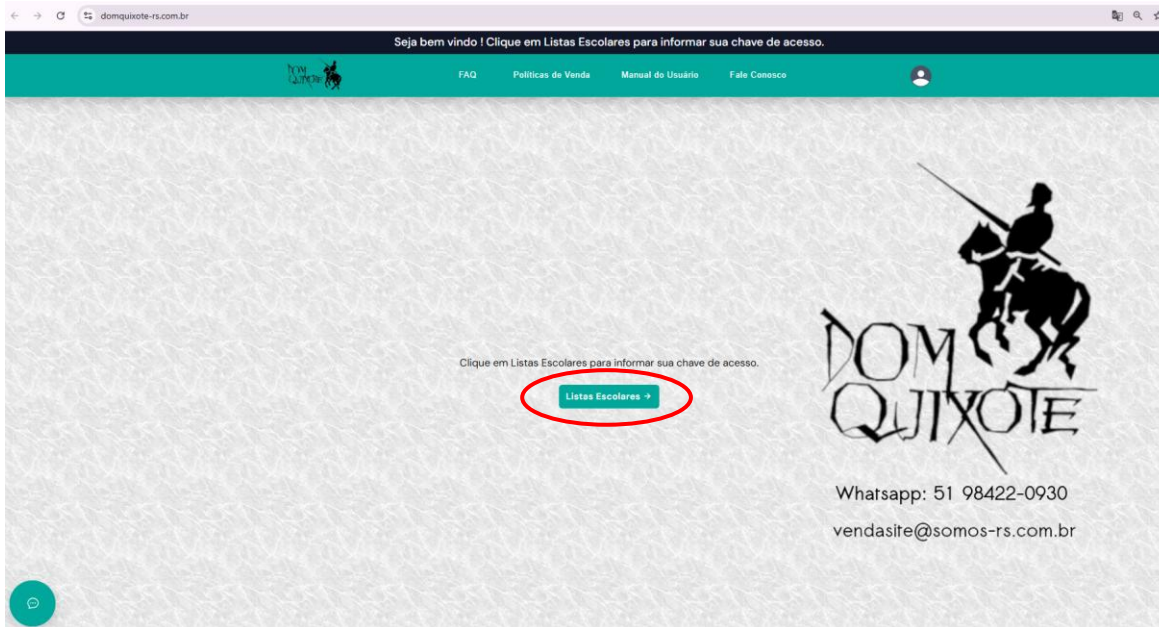 domquixote-rs.com.br
Seja bem vindo ! Clique em Listas Escolares para informar sua chave de acesso.
DOM QUIXOTE FAQ Políticas de Venda Manual do Usuário Fale Conosco
Clique em Listas Escolares para informar sua chave de acesso.
Listas Escolares →
DOM
QUIXOTE
Whatsapp: 51 98422-0930
vendasite@somos-rs.com.br